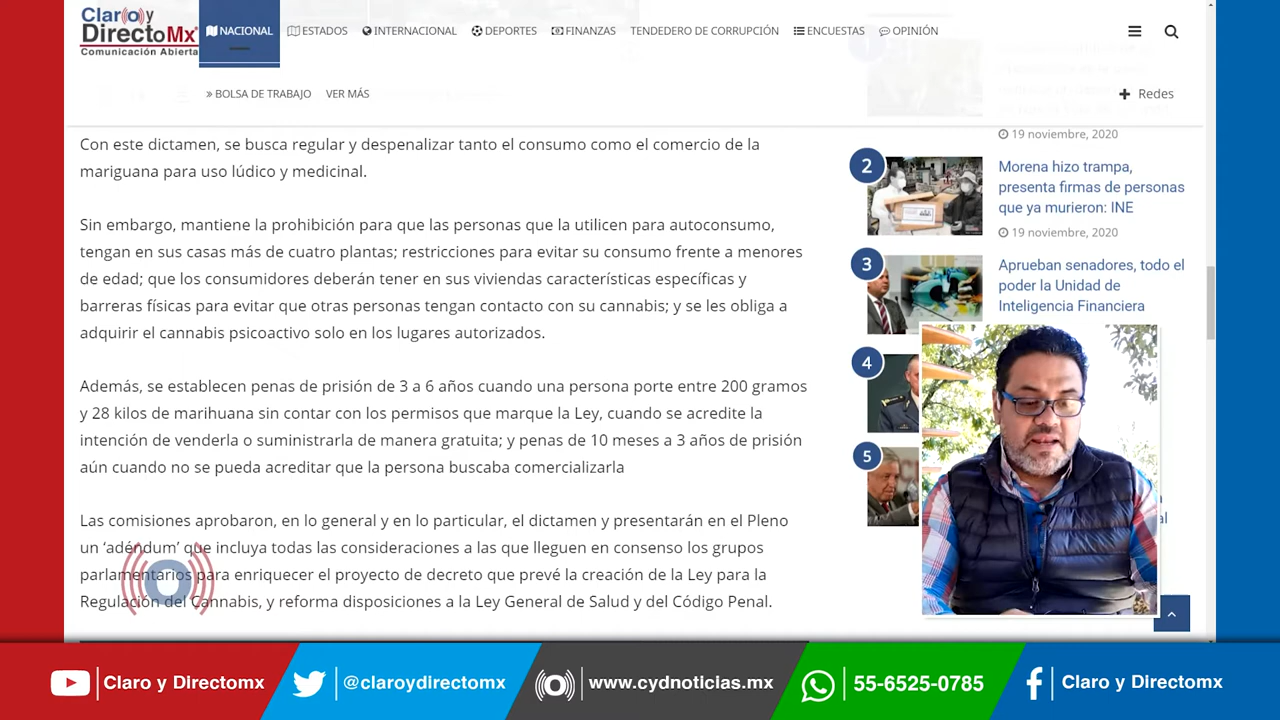 Claro y
DirectoMx
Comunicación Abierta
NACIONAL
ESTADOS
INTERNACIONAL
DEPORTES
FINANZAS
TENDEDERO DE CORRUPCIÓN
ENCUESTAS
OPINIÓN
» BOLSA DE TRABAJO
VER MÁS
+ Redes
Con este dictamen, se busca regular y despenalizar tanto el consumo como el comercio de la
mariguana para uso lúdico y medicinal.
Sin embargo, mantiene la prohibición para que las personas que la utilicen para autoconsumo,
tengan en sus casas más de cuatro plantas; restricciones para evitar su consumo frente a menores
de edad; que los consumidores deberán tener en sus viviendas características específicas y
barreras físicas para evitar que otras personas tengan contacto con su cannabis; y se les obliga a
adquirir el cannabis psicoactivo solo en los lugares autorizados.
Además, se establecen penas de prisión de 3 a 6 años cuando una persona porte entre 200 gramos
y 28 kilos de marihuana sin contar con los permisos que marque la Ley, cuando se acredite la
intención de venderla o suministrarla de manera gratuita; y penas de 10 meses a 3 años de prisión
aún cuando no se pueda acreditar que la persona buscaba comercializarla
Las comisiones aprobaron, en lo general y en lo particular, el dictamen y presentarán en el Pleno
un ‘adéndum’ que incluya todas las consideraciones a las que lleguen en consenso los grupos
parlamentarios para enriquecer el proyecto de decreto que prevé la creación de la Ley para la
Regulación del Cannabis, y reforma disposiciones a la Ley General de Salud y del Código Penal.
19 noviembre, 2020
2
Morena hizo trampa,
presenta firmas de personas
que ya murieron: INE
19 noviembre, 2020
3
Aprueban senadores, todo el
poder la Unidad de
Inteligencia Financiera
4
5
Claro y Directomx
@claroydirectomx
www.cydnoticias.mx
55-6525-0785
Claro y Directomx